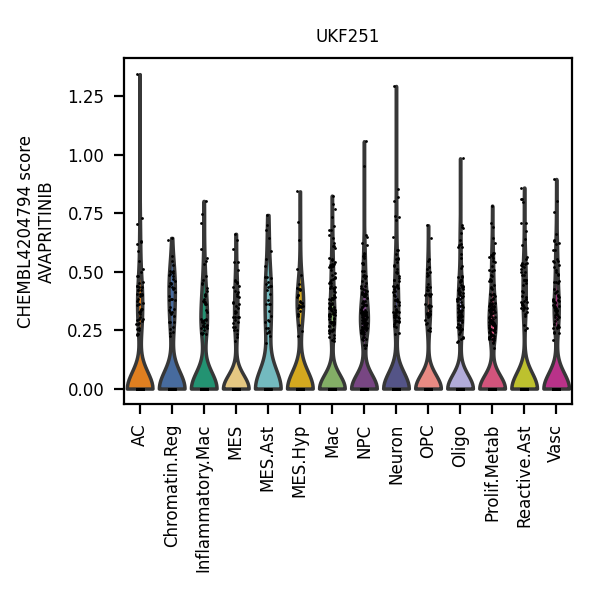 UKF251
CHEMBL4204794 score
AVAPRITINIB
1.25
1.00
0.75
0.50
0.25
0.00
AC
Chromatin.Reg
Inflammatory.Mac
MES
MES.Ast
MES.Hyp
Mac
NPC
Neuron
OPC
Oligo
Prolif.Metab
Reactive.Ast
Vasc